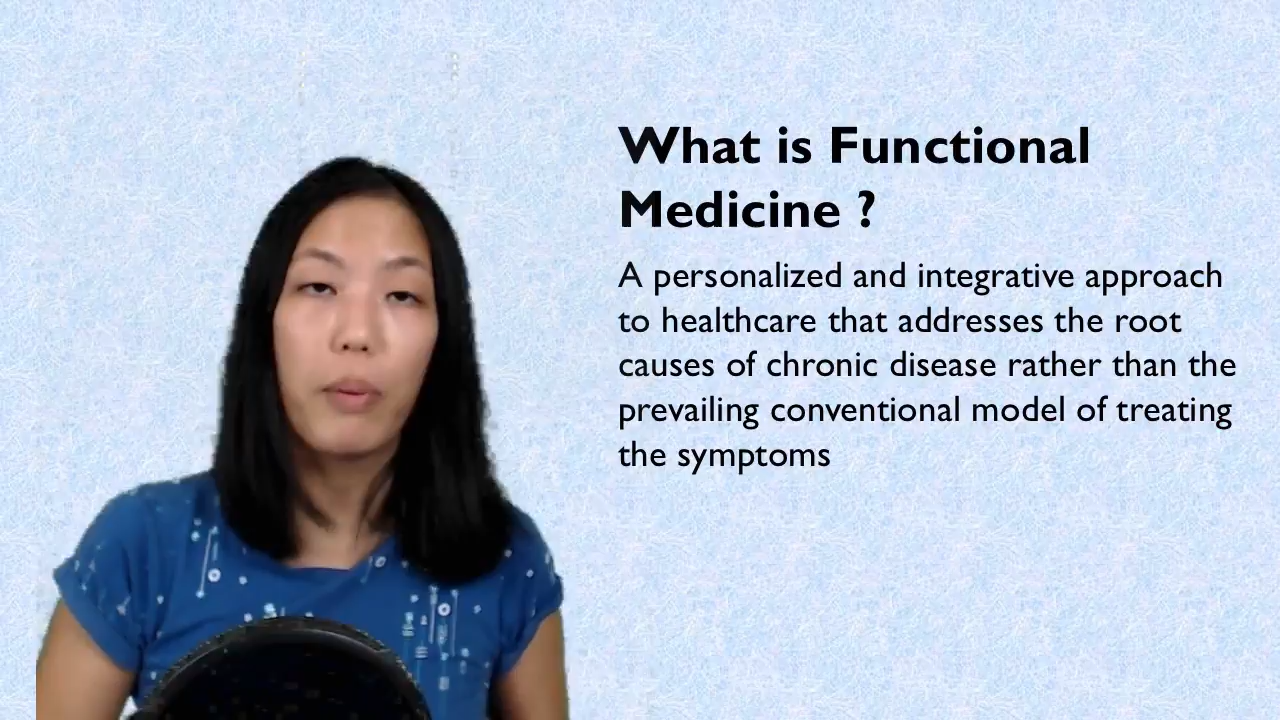 What is Functional
Medicine ?
A personalized and integrative approach
to healthcare that addresses the root
causes of chronic disease rather than the
prevailing conventional model of treating
the symptoms